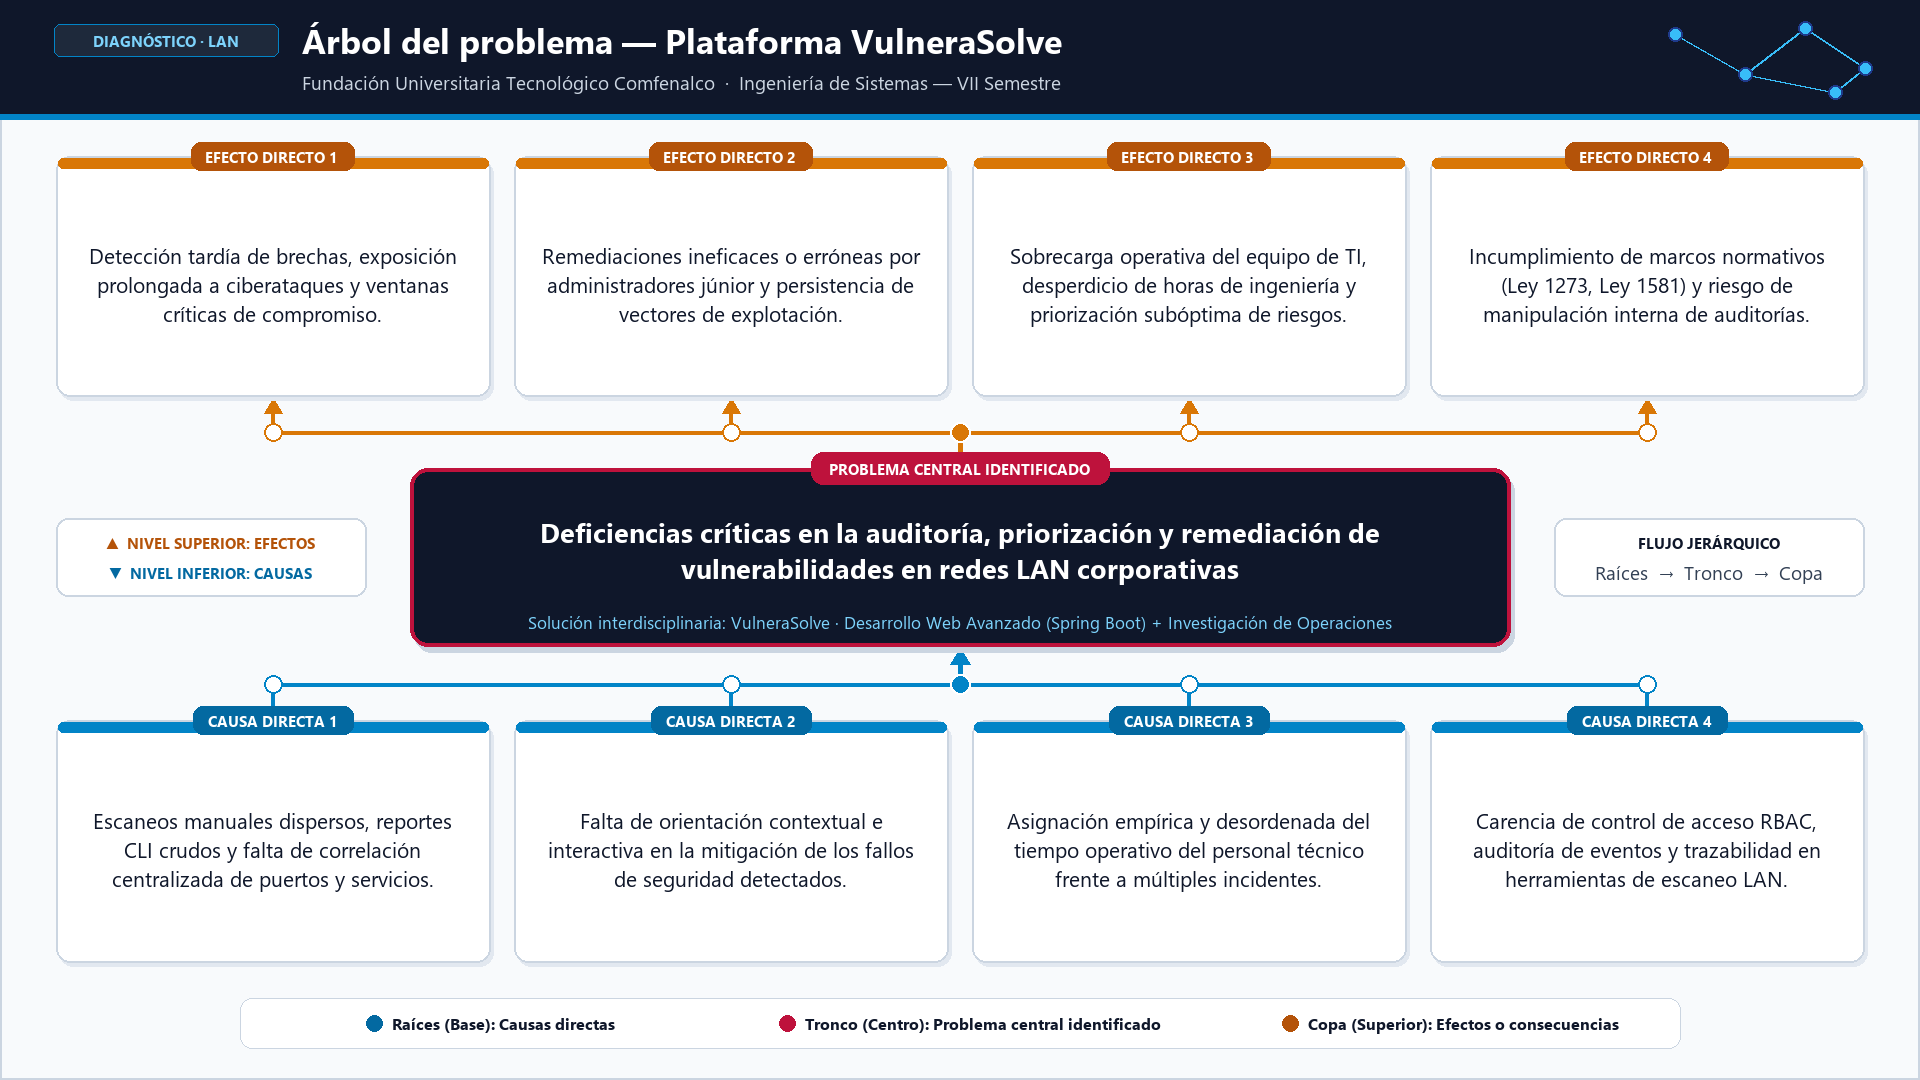 DIAGNÓSTICO · LAN
Árbol del problema — Plataforma VulneraSolve
Fundación Universitaria Tecnológico Comfenalco · Ingeniería de Sistemas — VII Semestre
EFECTO DIRECTO 1
Detección tardía de brechas, exposición
prolongada a ciberataques y ventanas
críticas de compromiso.
EFECTO DIRECTO 2
Remediaciones ineficaces o erróneas por
administradores júnior y persistencia de
vectores de explotación.
EFECTO DIRECTO 3
Sobrecarga operativa del equipo de TI,
desperdicio de horas de ingeniería y
priorización subóptima de riesgos.
EFECTO DIRECTO 4
Incumplimiento de marcos normativos
(Ley 1273, Ley 1581) y riesgo de
manipulación interna de auditorías.
▲ NIVEL SUPERIOR: EFECTOS
▼ NIVEL INFERIOR: CAUSAS
PROBLEMA CENTRAL IDENTIFICADO
Deficiencias críticas en la auditoría, priorización y remediación de
vulnerabilidades en redes LAN corporativas
Solución interdisciplinaria: VulneraSolve · Desarrollo Web Avanzado (Spring Boot) + Investigación de Operaciones
FLUJO JERÁRQUICO
Raíces → Tronco → Copa
CAUSA DIRECTA 1
Escaneos manuales dispersos, reportes
CLI crudos y falta de correlación
centralizada de puertos y servicios.
CAUSA DIRECTA 2
Falta de orientación contextual e
interactiva en la mitigación de los fallos
de seguridad detectados.
CAUSA DIRECTA 3
Asignación empírica y desordenada del
tiempo operativo del personal técnico
frente a múltiples incidentes.
CAUSA DIRECTA 4
Carencia de control de acceso RBAC,
auditoría de eventos y trazabilidad en
herramientas de escaneo LAN.
Raíces (Base): Causas directas
Tronco (Centro): Problema central identificado
Copa (Superior): Efectos o consecuencias